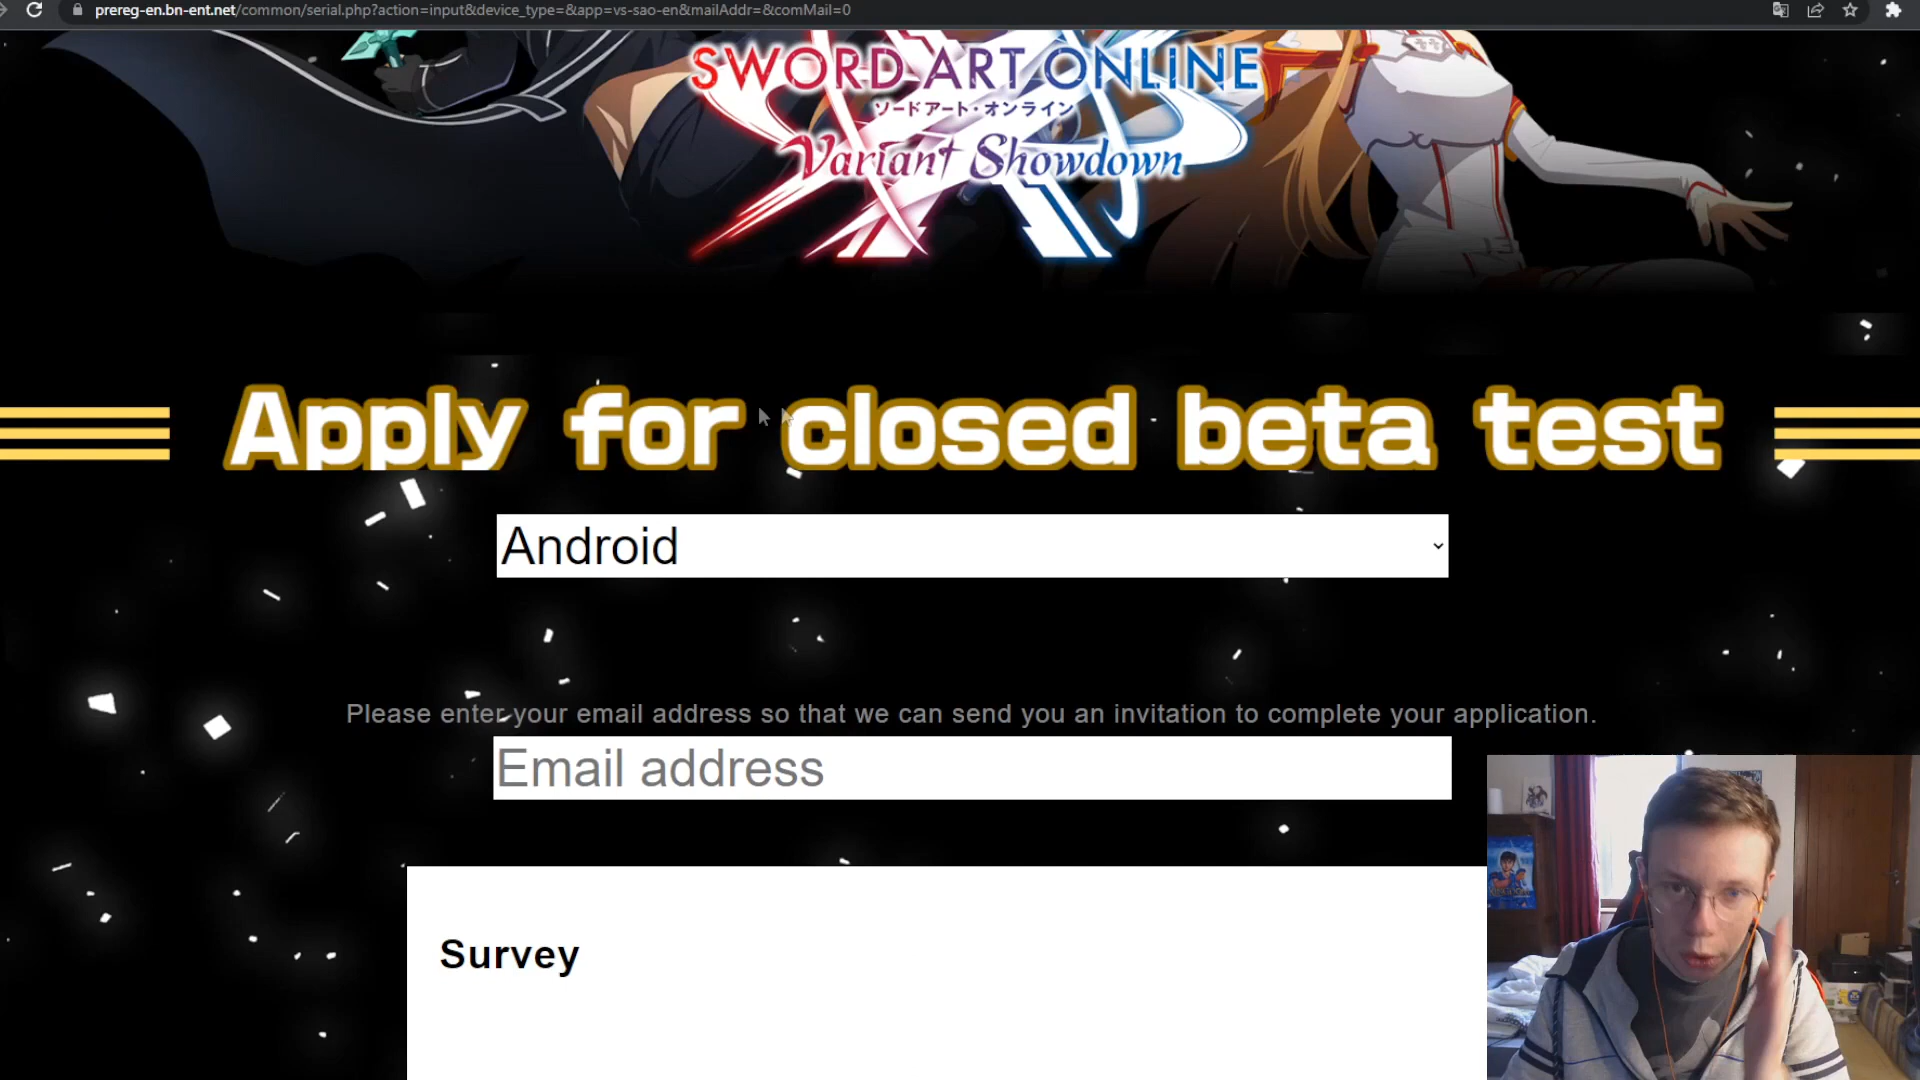 prereg-en.bn-ent.net/common/serial.php?action=input&device_type=&app=vs-sao-en&mailAddr=&comMail=0
SWORD ART ONLINE
ソードアート・オンライン
Variant Showdown
Apply for closed beta test
Android
Please enter your email address so that we can send you an invitation to complete your application.
Email address
Survey